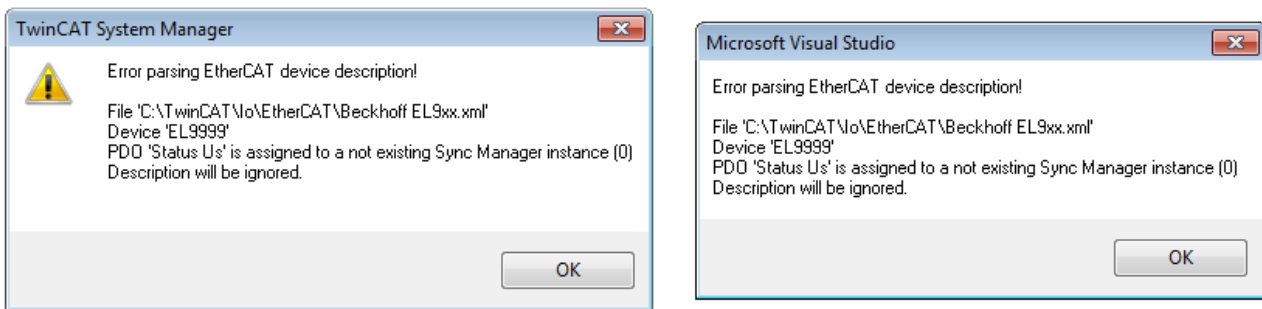 TwinCAT System Manager
Error parsing EtherCAT device description!
File 'C:\TwinCAT\Io\EtherCAT\Beckhoff EL9xx.xml'
Device 'EL9999'
PDO 'Status Us' is assigned to a not existing Sync Manager instance (0)
Description will be ignored.
OK
Microsoft Visual Studio
Error parsing EtherCAT device description!
File 'C:\TwinCAT\Io\EtherCAT\Beckhoff EL9xx.xml'
Device 'EL9999'
PDO 'Status Us' is assigned to a not existing Sync Manager instance (0)
Description will be ignored.
OK